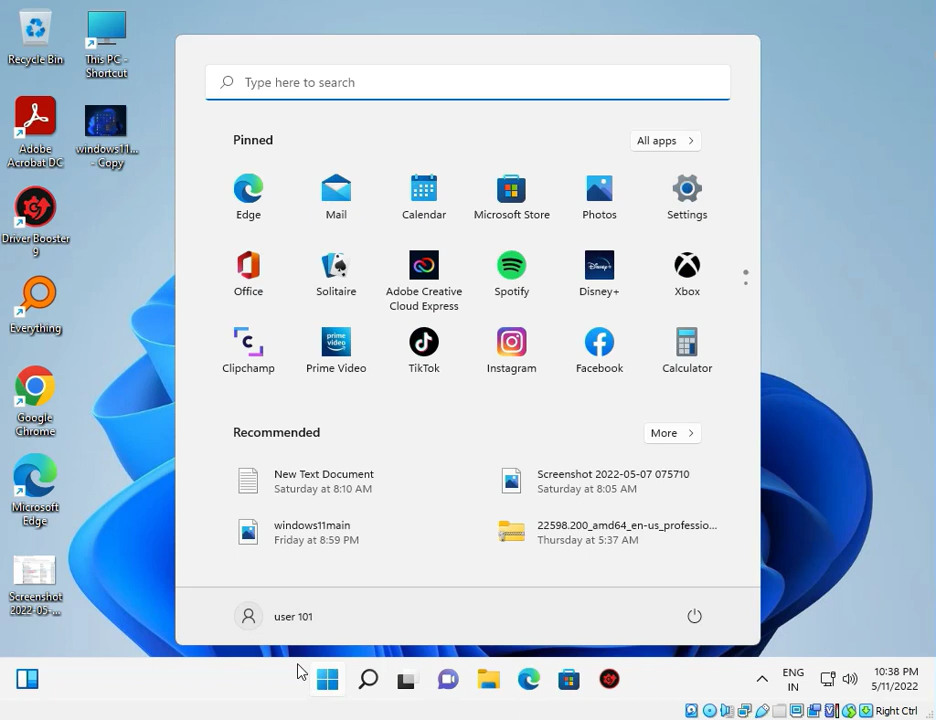 Recycle Bin
This PC -
Shortcut
Adobe
Acrobat DC
windows11...
- Copy
Driver Booster
9
Everything
Google
Chrome
Microsoft
Edge
Screenshot
2022-05-...
Type here to search
Pinned
All apps
Edge
Mail
Calendar
Microsoft Store
Photos
Settings
Office
Solitaire
Adobe Creative
Cloud Express
Spotify
Disney+
Xbox
Clipchamp
prime
video
Prime Video
TikTok
Instagram
Facebook
Calculator
Recommended
More
New Text Document
Saturday at 8:10 AM
Screenshot 2022-05-07 075710
Saturday at 8:05 AM
windows11main
Friday at 8:59 PM
22598.200_amd64_en-us_professio...
Thursday at 5:37 AM
user 101
ENG
IN
10:38 PM
5/11/2022
Right Ctrl